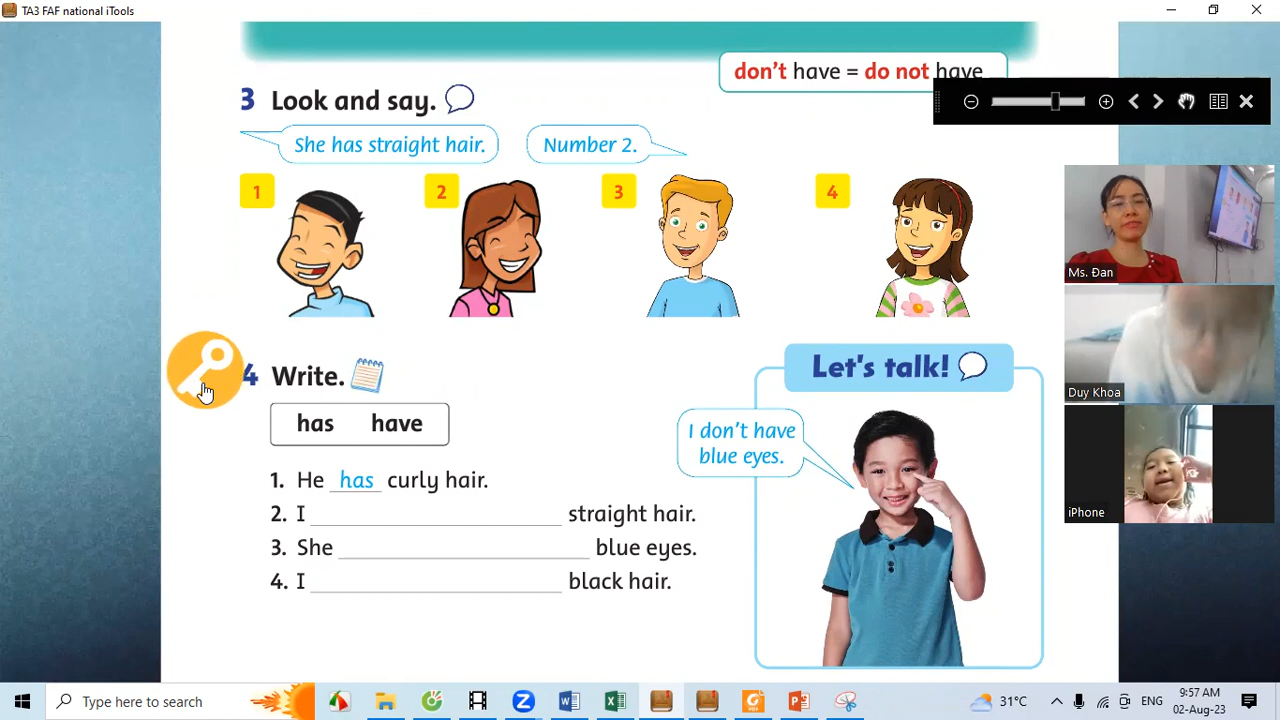 TA3 FAF national iTools
don't have = do not have
3 Look and say.
She has straight hair.
Number 2.
1
2
3
4
4 Write.
has have
1. He has curly hair.
2. I ____ straight hair.
3. She ____ blue eyes.
4. I ____ black hair.
Let's talk!
I don't have
blue eyes.
Ms. Đan
Duy Khoa
iPhone
Type here to search
31°C
ENG
9:57 AM
02-Aug-23